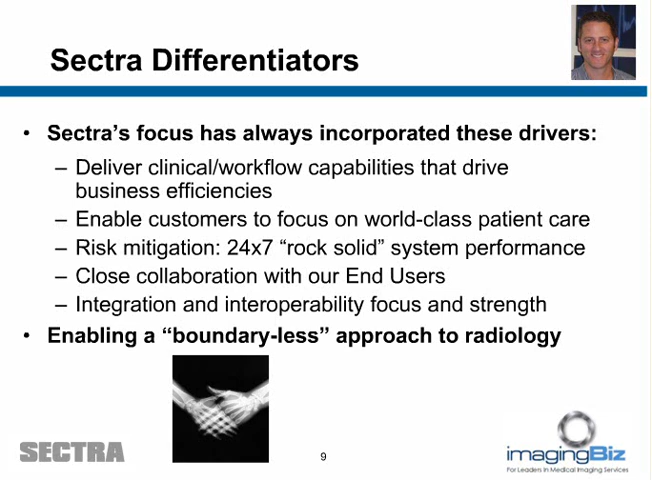 Sectra Differentiators
• Sectra's focus has always incorporated these drivers:
– Deliver clinical/workflow capabilities that drive
business efficiencies
– Enable customers to focus on world-class patient care
– Risk mitigation: 24x7 “rock solid” system performance
– Close collaboration with our End Users
– Integration and interoperability focus and strength
• Enabling a “boundary-less” approach to radiology
SECTRA
9
imagingBiz
For Leaders in Medical Imaging Services